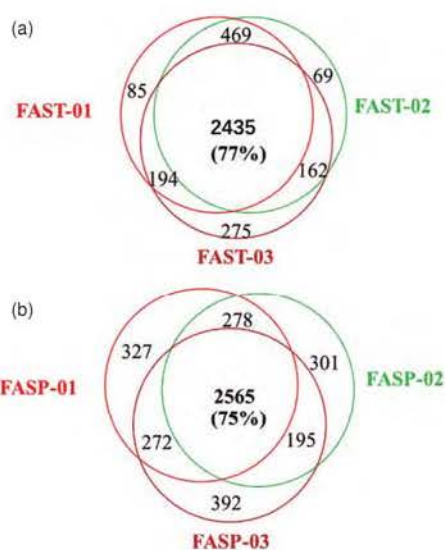 (a)
469
85
69
FAST-01
FAST-02
2435
(77%)
194
162
275
FAST-03
(b)
278
327
301
FASP-01
FASP-02
2565
(75%)
272
195
392
FASP-03